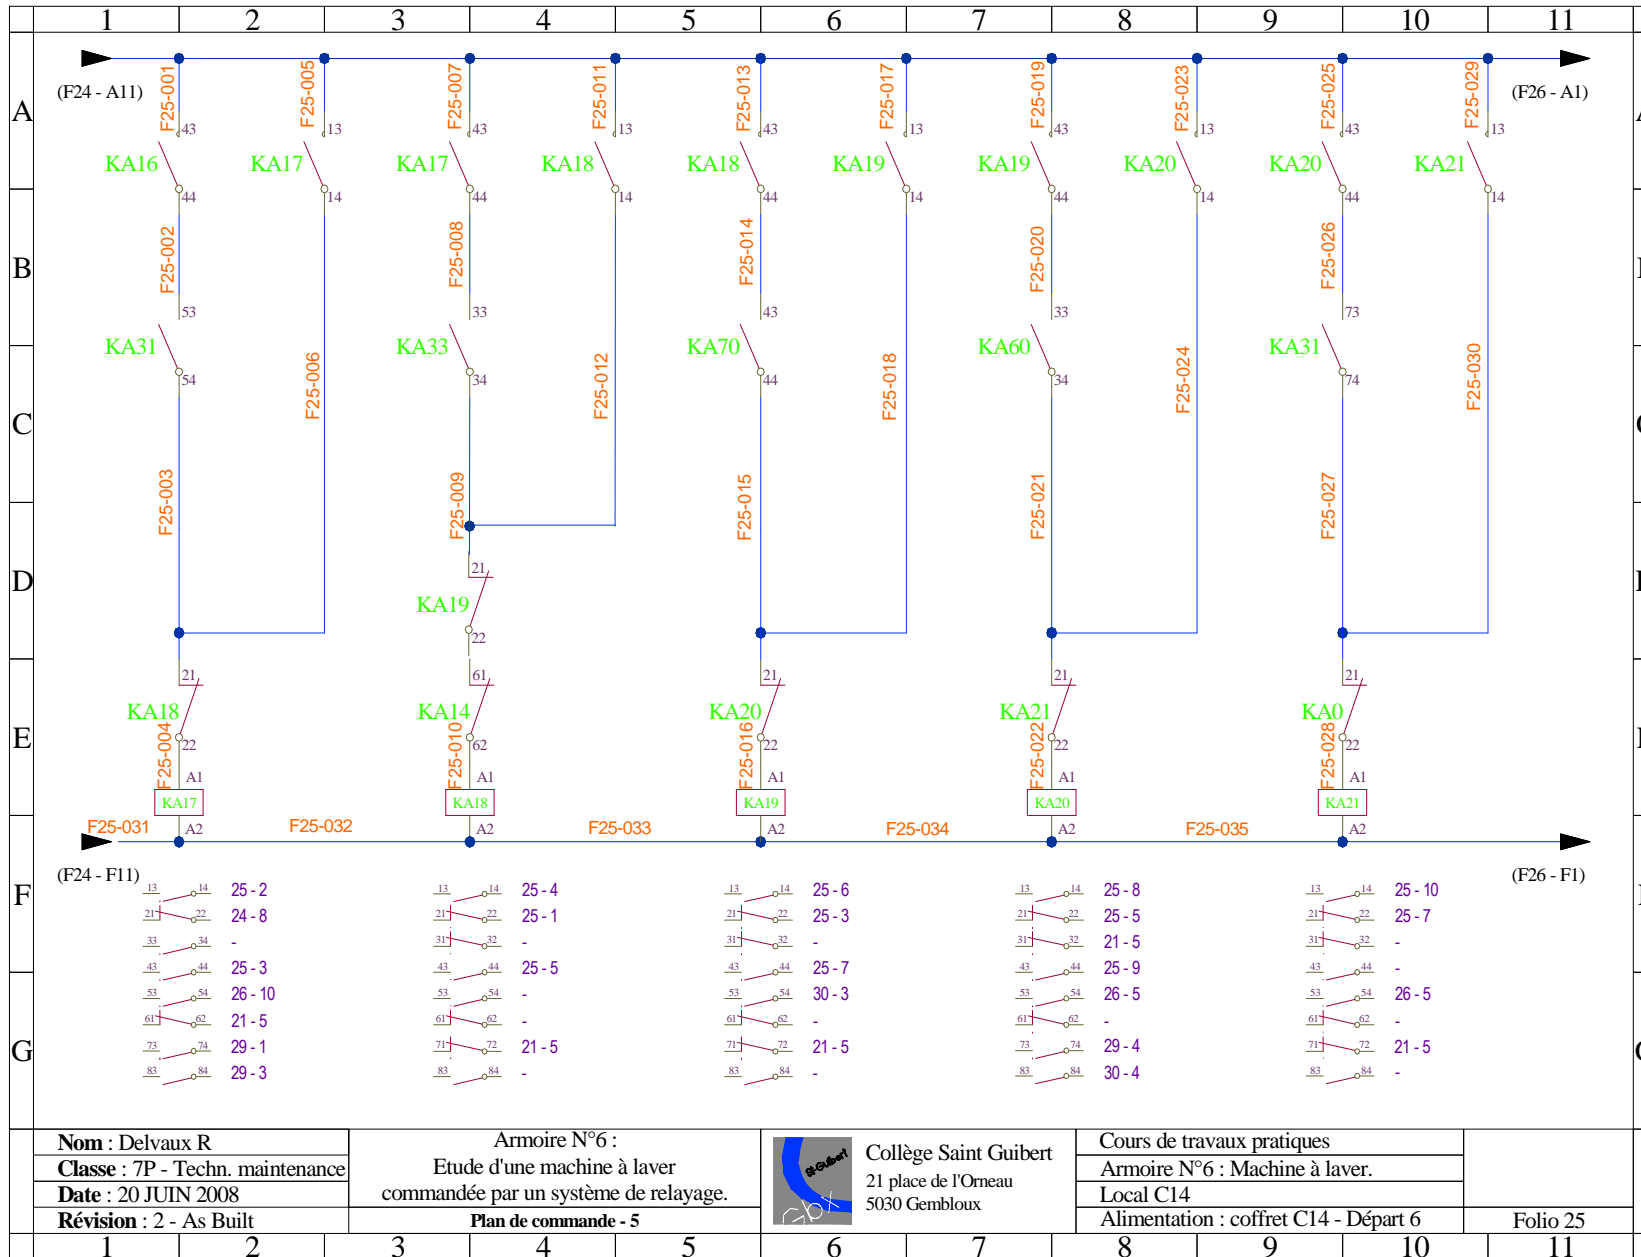 1 2 3 4 5 6 7 8 9 10 11
A
B
C
D
E
F
G
(F24 - A11)
(F26 - A1)
F25-001 F25-005 F25-007 F25-011 F25-013 F25-017 F25-019 F25-023 F25-025 F25-029
43 13 43 13 43 13 43 13 43 13
KA16 KA17 KA17 KA18 KA18 KA19 KA19 KA20 KA20 KA21
44 14 44 14 44 14 44 14 44 14
F25-002 F25-008 F25-014 F25-020 F25-026
53 33 43 33 73
KA31 KA33 KA70 KA60 KA31
54 34 44 34 74
F25-006 F25-012 F25-018 F25-024 F25-030
F25-003 F25-009 F25-015 F25-021 F25-027
21
KA19
22
21 61 21 21 21
KA18 KA14 KA20 KA21 KA0
22 62 22 22 22
F25-004 F25-010 F25-016 F25-022 F25-028
A1 A1 A1 A1 A1
KA17 KA18 KA19 KA20 KA21
A2 A2 A2 A2 A2
F25-031 F25-032 F25-033 F25-034 F25-035
(F24 - F11)
(F26 - F1)
13 14 25 - 2 13 14 25 - 4 13 14 25 - 6 13 14 25 - 8 13 14 25 - 10
21 22 24 - 8 21 22 25 - 1 21 22 25 - 3 21 22 25 - 5 21 22 25 - 7
33 34 - 31 32 - 31 32 - 31 32 21 - 5 31 32 -
43 44 25 - 3 43 44 25 - 5 43 44 25 - 7 43 44 25 - 9 43 44 -
53 54 26 - 10 53 54 - 53 54 30 - 3 53 54 26 - 5 53 54 26 - 5
61 62 21 - 5 61 62 - 61 62 - 61 62 - 61 62 -
73 74 29 - 1 71 72 21 - 5 71 72 21 - 5 73 74 29 - 4 71 72 21 - 5
83 84 29 - 3 83 84 - 83 84 - 83 84 30 - 4 83 84 -
Nom : Delvaux R
Classe : 7P - Techn. maintenance
Date : 20 JUIN 2008
Révision : 2 - As Built
Armoire N°6 :
Etude d'une machine à laver
commandée par un système de relayage.
Plan de commande - 5
St-Guibert
Gbx
Collège Saint Guibert
21 place de l'Orneau
5030 Gembloux
Cours de travaux pratiques
Armoire N°6 : Machine à laver.
Local C14
Alimentation : coffret C14 - Départ 6
Folio 25
1 2 3 4 5 6 7 8 9 10 11